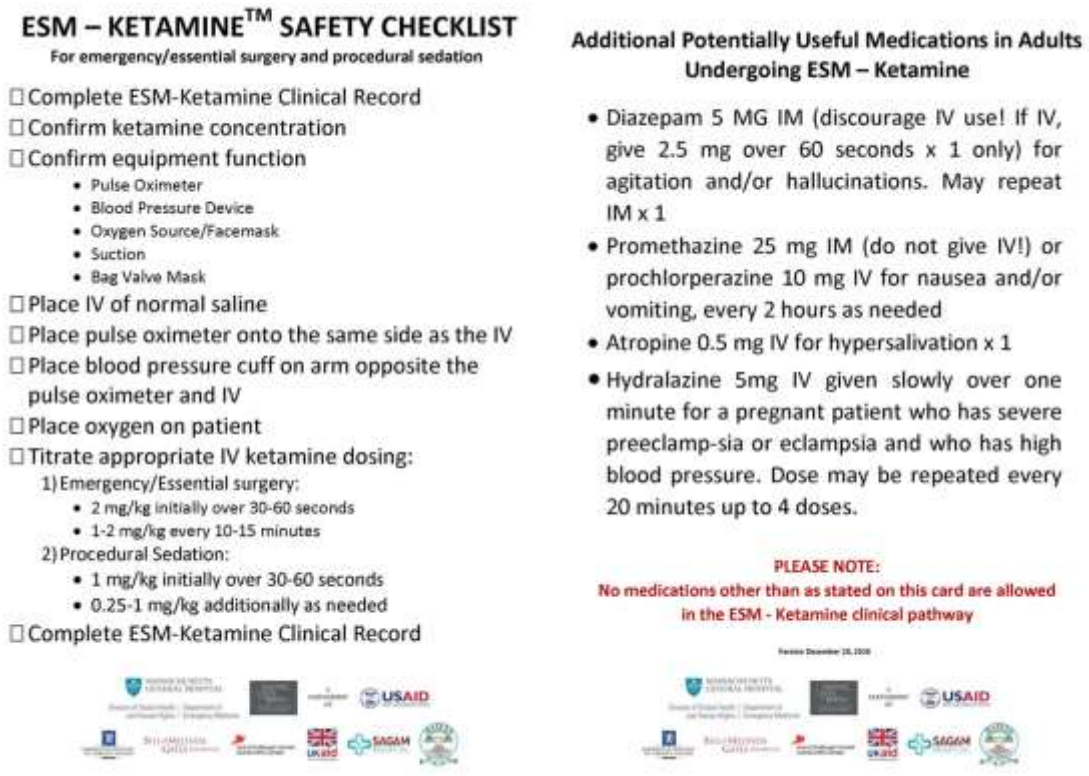 ESM – KETAMINE™ SAFETY CHECKLIST
For emergency/essential surgery and procedural sedation
□ Complete ESM-Ketamine Clinical Record
□ Confirm ketamine concentration
□ Confirm equipment function
• Pulse Oximeter
• Blood Pressure Device
• Oxygen Source/Facemask
• Suction
• Bag Valve Mask
□ Place IV of normal saline
□ Place pulse oximeter onto the same side as the IV
□ Place blood pressure cuff on arm opposite the
pulse oximeter and IV
□ Place oxygen on patient
□ Titrate appropriate IV ketamine dosing:
1) Emergency/Essential surgery:
• 2 mg/kg initially over 30-60 seconds
• 1-2 mg/kg every 10-15 minutes
2) Procedural Sedation:
• 1 mg/kg initially over 30-60 seconds
• 0.25-1 mg/kg additionally as needed
□ Complete ESM-Ketamine Clinical Record
MASSACHUSETTS
GENERAL HOSPITAL
USAID
UKaid
SAGAM
Additional Potentially Useful Medications in Adults
Undergoing ESM – Ketamine
• Diazepam 5 MG IM (discourage IV use! If IV,
give 2.5 mg over 60 seconds x 1 only) for
agitation and/or hallucinations. May repeat
IM x 1
• Promethazine 25 mg IM (do not give IV!) or
prochlorperazine 10 mg IV for nausea and/or
vomiting, every 2 hours as needed
• Atropine 0.5 mg IV for hypersalivation x 1
• Hydralazine 5mg IV given slowly over one
minute for a pregnant patient who has severe
preeclamp-sia or eclampsia and who has high
blood pressure. Dose may be repeated every
20 minutes up to 4 doses.
PLEASE NOTE:
No medications other than as stated on this card are allowed
in the ESM - Ketamine clinical pathway
MASSACHUSETTS
GENERAL HOSPITAL
USAID
UKaid
SAGAM